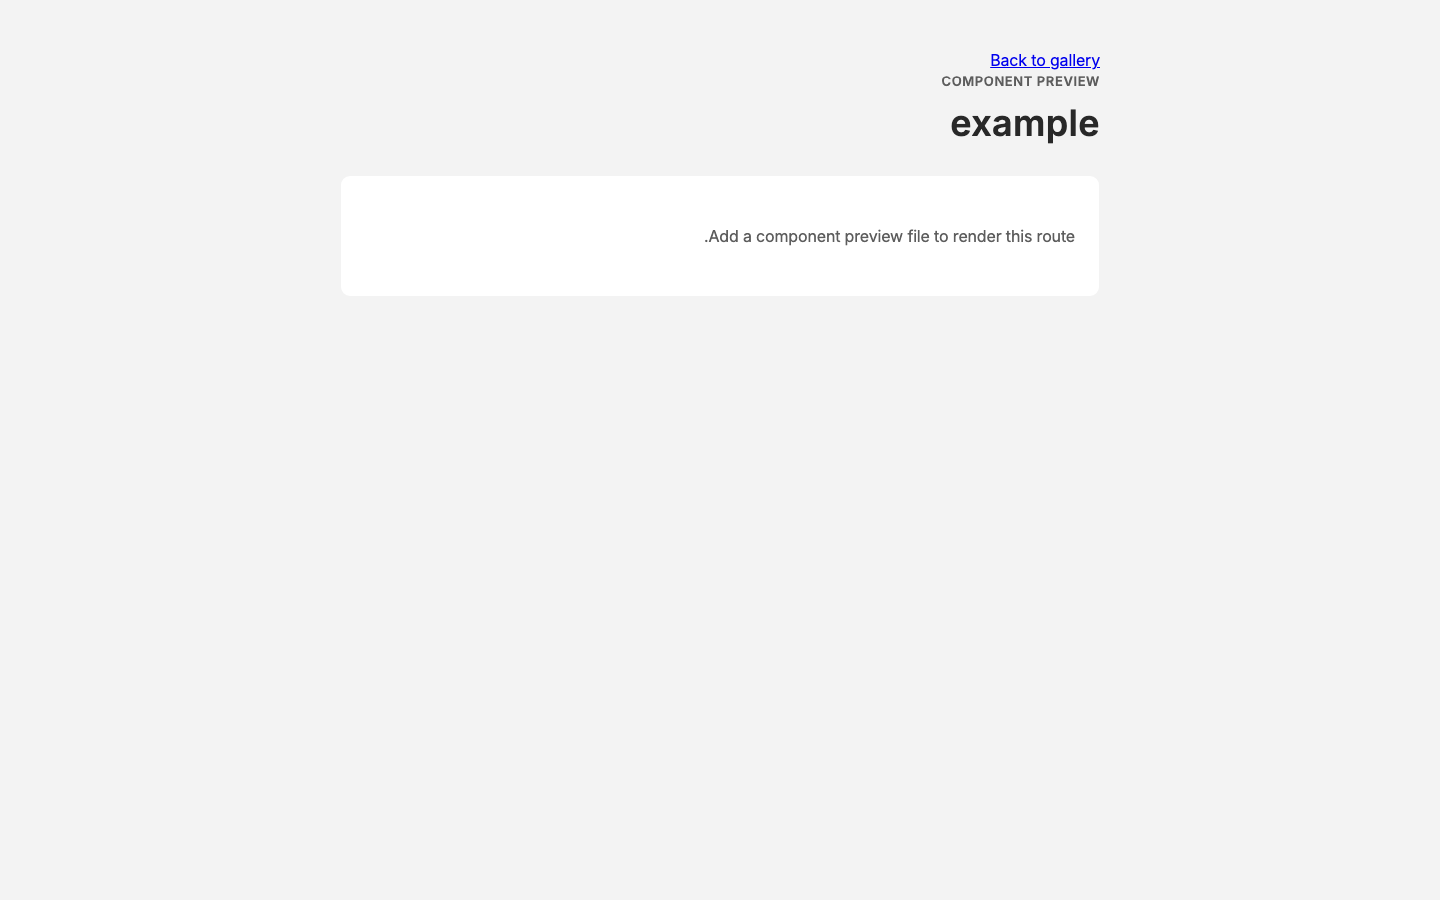 Back to gallery
COMPONENT PREVIEW
example
.Add a component preview file to render this route